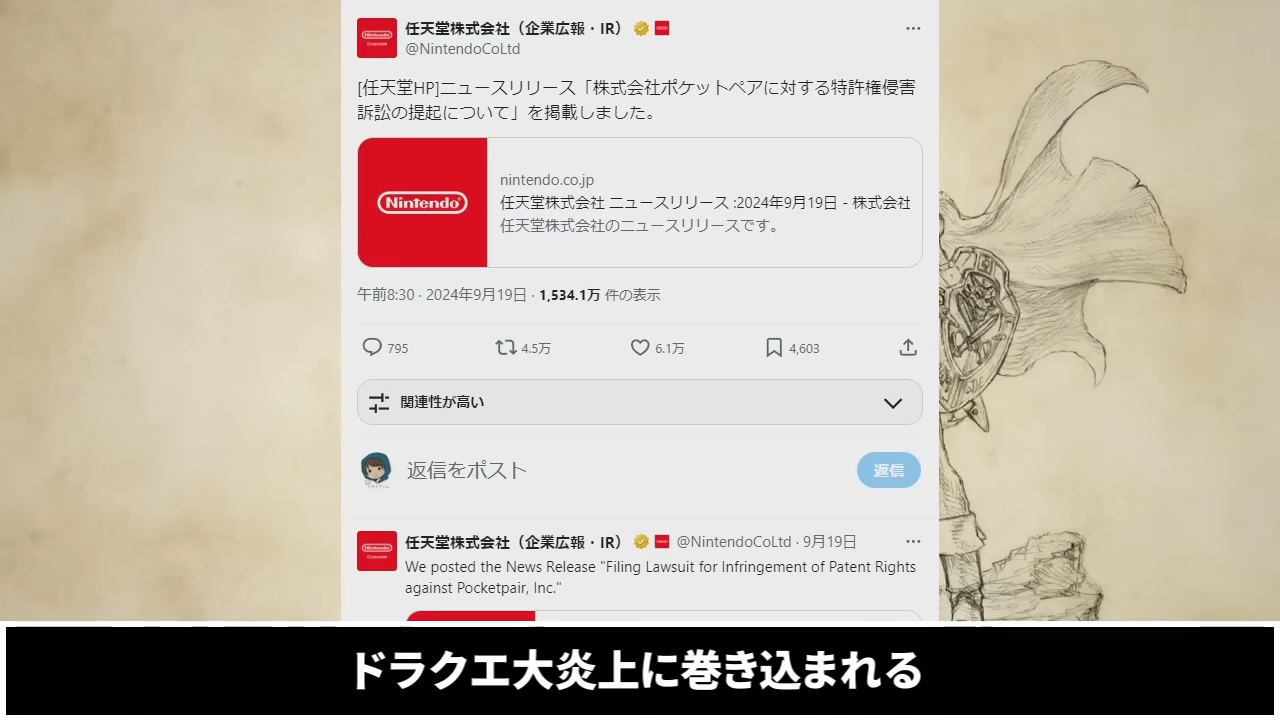 任天堂株式会社（企業広報・IR）
@NintendoCoLtd
[任天堂HP]ニュースリリース「株式会社ポケットペアに対する特許権侵害
訴訟の提起について」を掲載しました。
Nintendo
nintendo.co.jp
任天堂株式会社 ニュースリリース :2024年9月19日 - 株式会社
任天堂株式会社のニュースリリースです。
午前8:30 · 2024年9月19日 · 1,534.1万 件の表示
795 4.5万 6.1万 4,603
関連性が高い
返信をポスト 返信
任天堂株式会社（企業広報・IR） @NintendoCoLtd · 9月19日
We posted the News Release "Filing Lawsuit for Infringement of Patent Rights
against Pocketpair, Inc."
ドラクエ大炎上に巻き込まれる